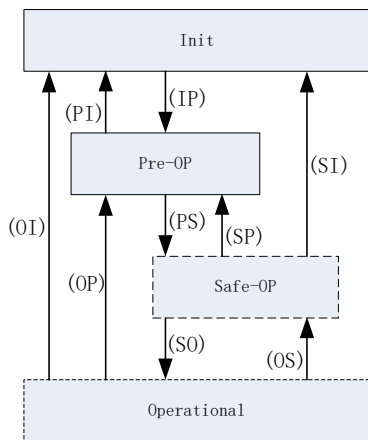 Init
(PI)
(IP)
Pre-OP
(SI)
(OI)
(PS)
(SP)
(OP)
Safe-OP
(SO)
(OS)
Operational